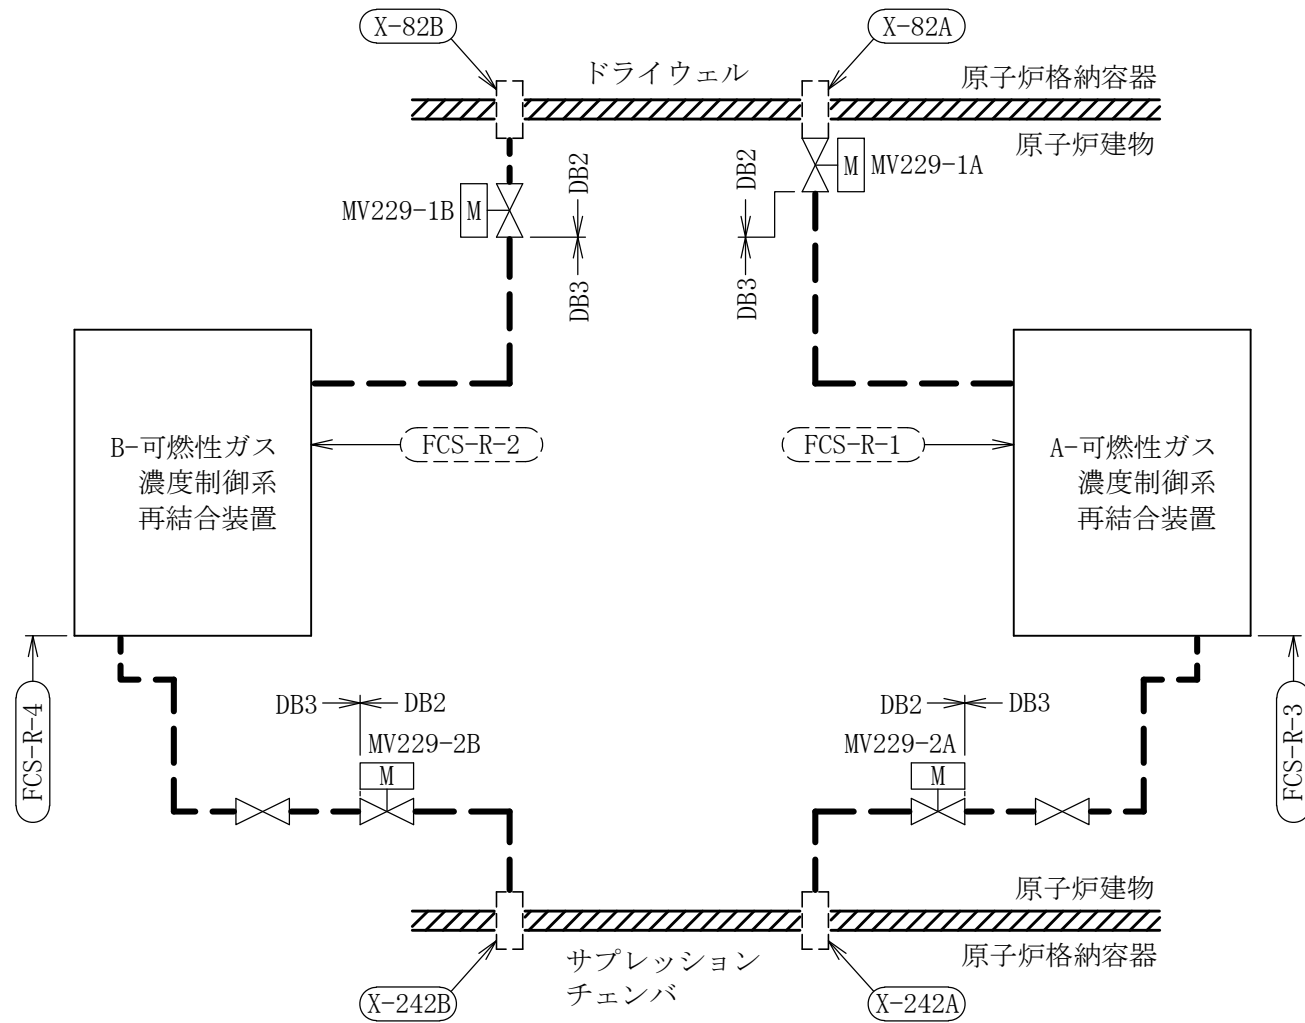 X-82B
X-82A
ドライウェル
原子炉格納容器
原子炉建物
DB2
DB2
M
MV229-1A
MV229-1B
M
DB3
DB3
B-可燃性ガス
濃度制御系
再結合装置
FCS-R-2
FCS-R-1
A-可燃性ガス
濃度制御系
再結合装置
FCS-R-4
DB3
DB2
MV229-2B
M
DB2
DB3
MV229-2A
M
FCS-R-3
原子炉建物
サプレッション
チェンバ
原子炉格納容器
X-242B
X-242A